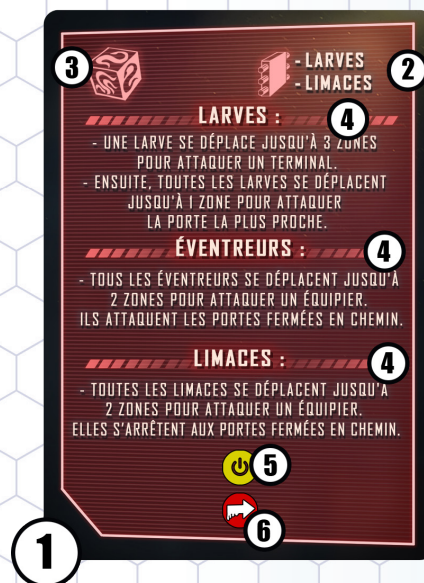 3
- LARVES
- LIMACES
2
LARVES :
4
- UNE LARVE SE DÉPLACE JUSQU'À 3 ZONES
POUR ATTAQUER UN TERMINAL.
- ENSUITE, TOUTES LES LARVES SE DÉPLACENT
JUSQU'À 1 ZONE POUR ATTAQUER
LA PORTE LA PLUS PROCHE.
ÉVENTREURS :
4
- TOUS LES ÉVENTREURS SE DÉPLACENT JUSQU'À
2 ZONES POUR ATTAQUER UN ÉQUIPIER.
ILS ATTAQUENT LES PORTES FERMÉES EN CHEMIN.
LIMACES :
4
- TOUTES LES LIMACES SE DÉPLACENT JUSQU'À
2 ZONES POUR ATTAQUER UN ÉQUIPIER.
ELLES S'ARRÊTENT AUX PORTES FERMÉES EN CHEMIN.
5
6
1